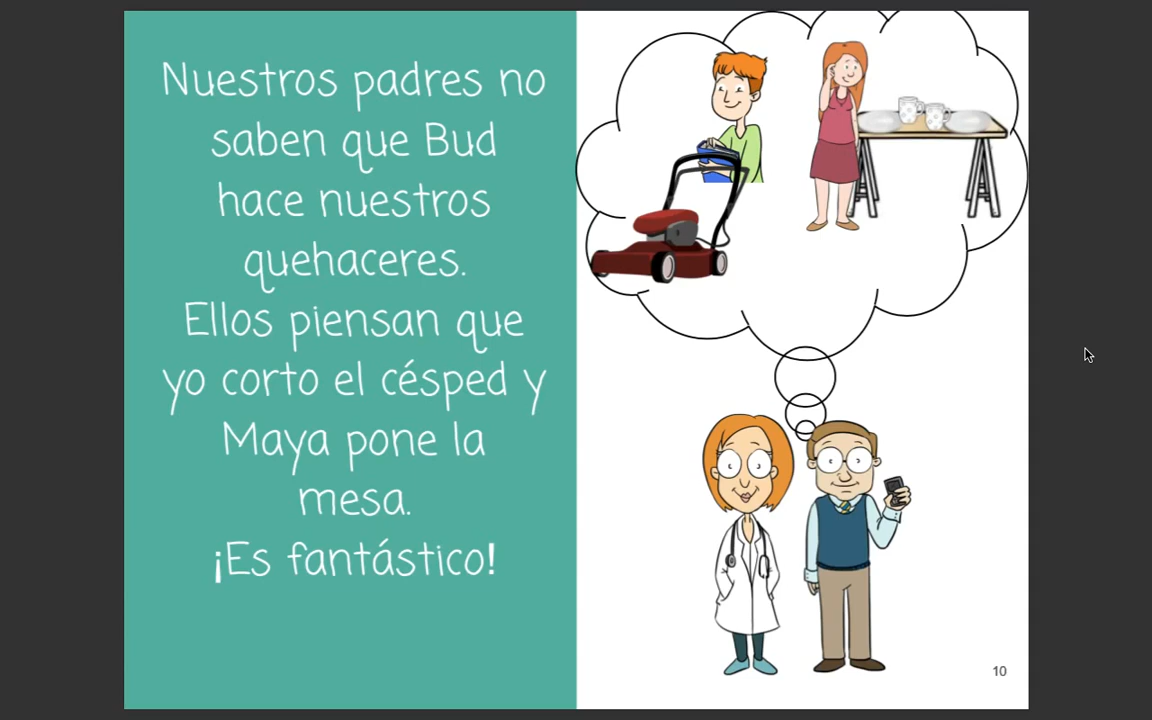 Nuestros padres no
saben que Bud
hace nuestros
quehaceres.
Ellos piensan que
yo corto el césped y
Maya pone la
mesa.
¡Es fantástico!
10